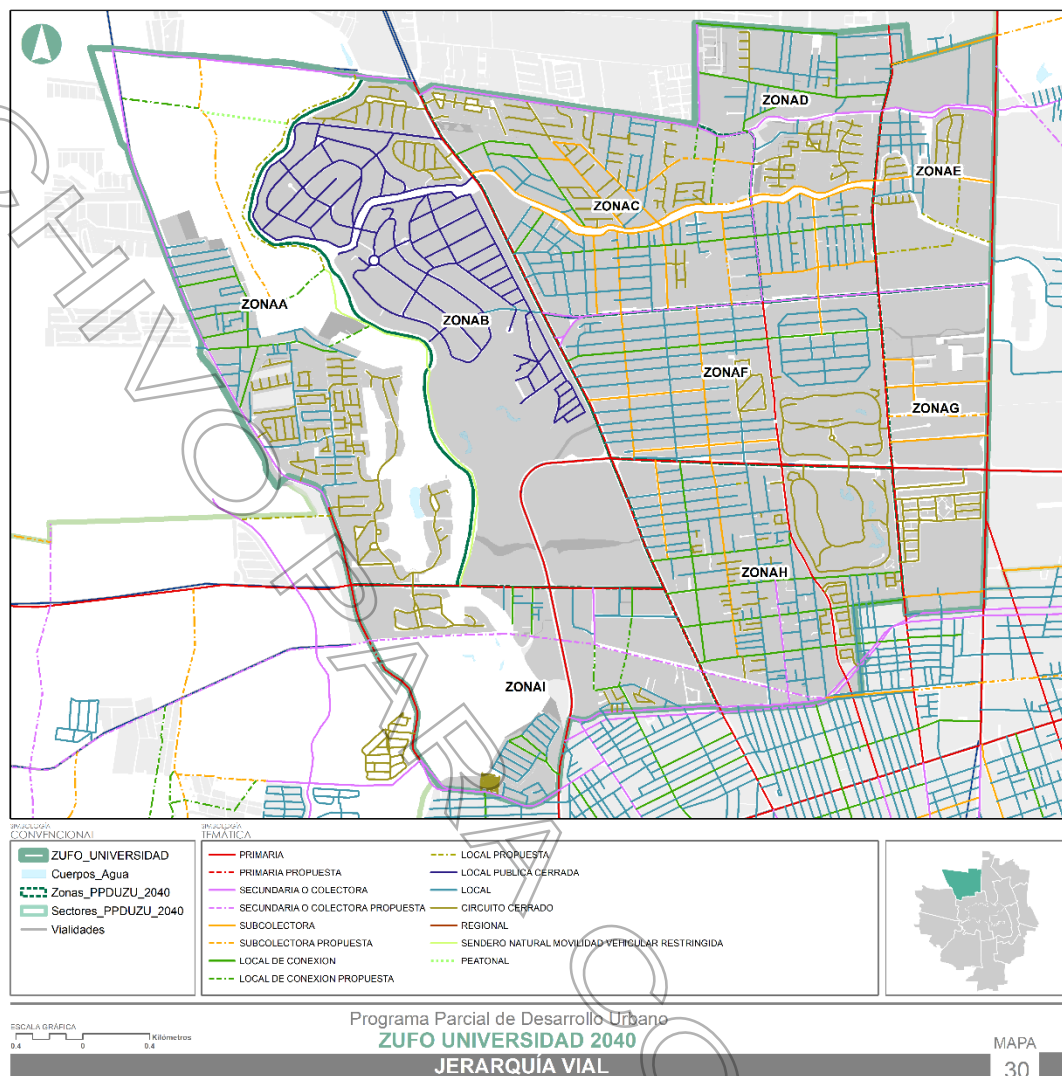 ZONAD
ZONAE
ZONAC
ZONAA
ZONAB
ZONAF
ZONAG
ZONAH
ZONAI
CHIVO PARA CO
SIMBOLOGÍA
CONVENCIONAL
ZUFO_UNIVERSIDAD
Cuerpos_Agua
Zonas_PPDUZU_2040
Sectores_PPDUZU_2040
Vialidades
SIMBOLOGÍA
TEMÁTICA
PRIMARIA
PRIMARIA PROPUESTA
SECUNDARIA O COLECTORA
SECUNDARIA O COLECTORA PROPUESTA
SUBCOLECTORA
SUBCOLECTORA PROPUESTA
LOCAL DE CONEXION
LOCAL DE CONEXION PROPUESTA
LOCAL PROPUESTA
LOCAL PUBLICA CERRADA
LOCAL
CIRCUITO CERRADO
REGIONAL
SENDERO NATURAL MOVILIDAD VEHICULAR RESTRINGIDA
PEATONAL
ESCALA GRÁFICA
0.4 0 0.4 Kilómetros
Programa Parcial de Desarrollo Urbano
ZUFO UNIVERSIDAD 2040
JERARQUÍA VIAL
MAPA
30